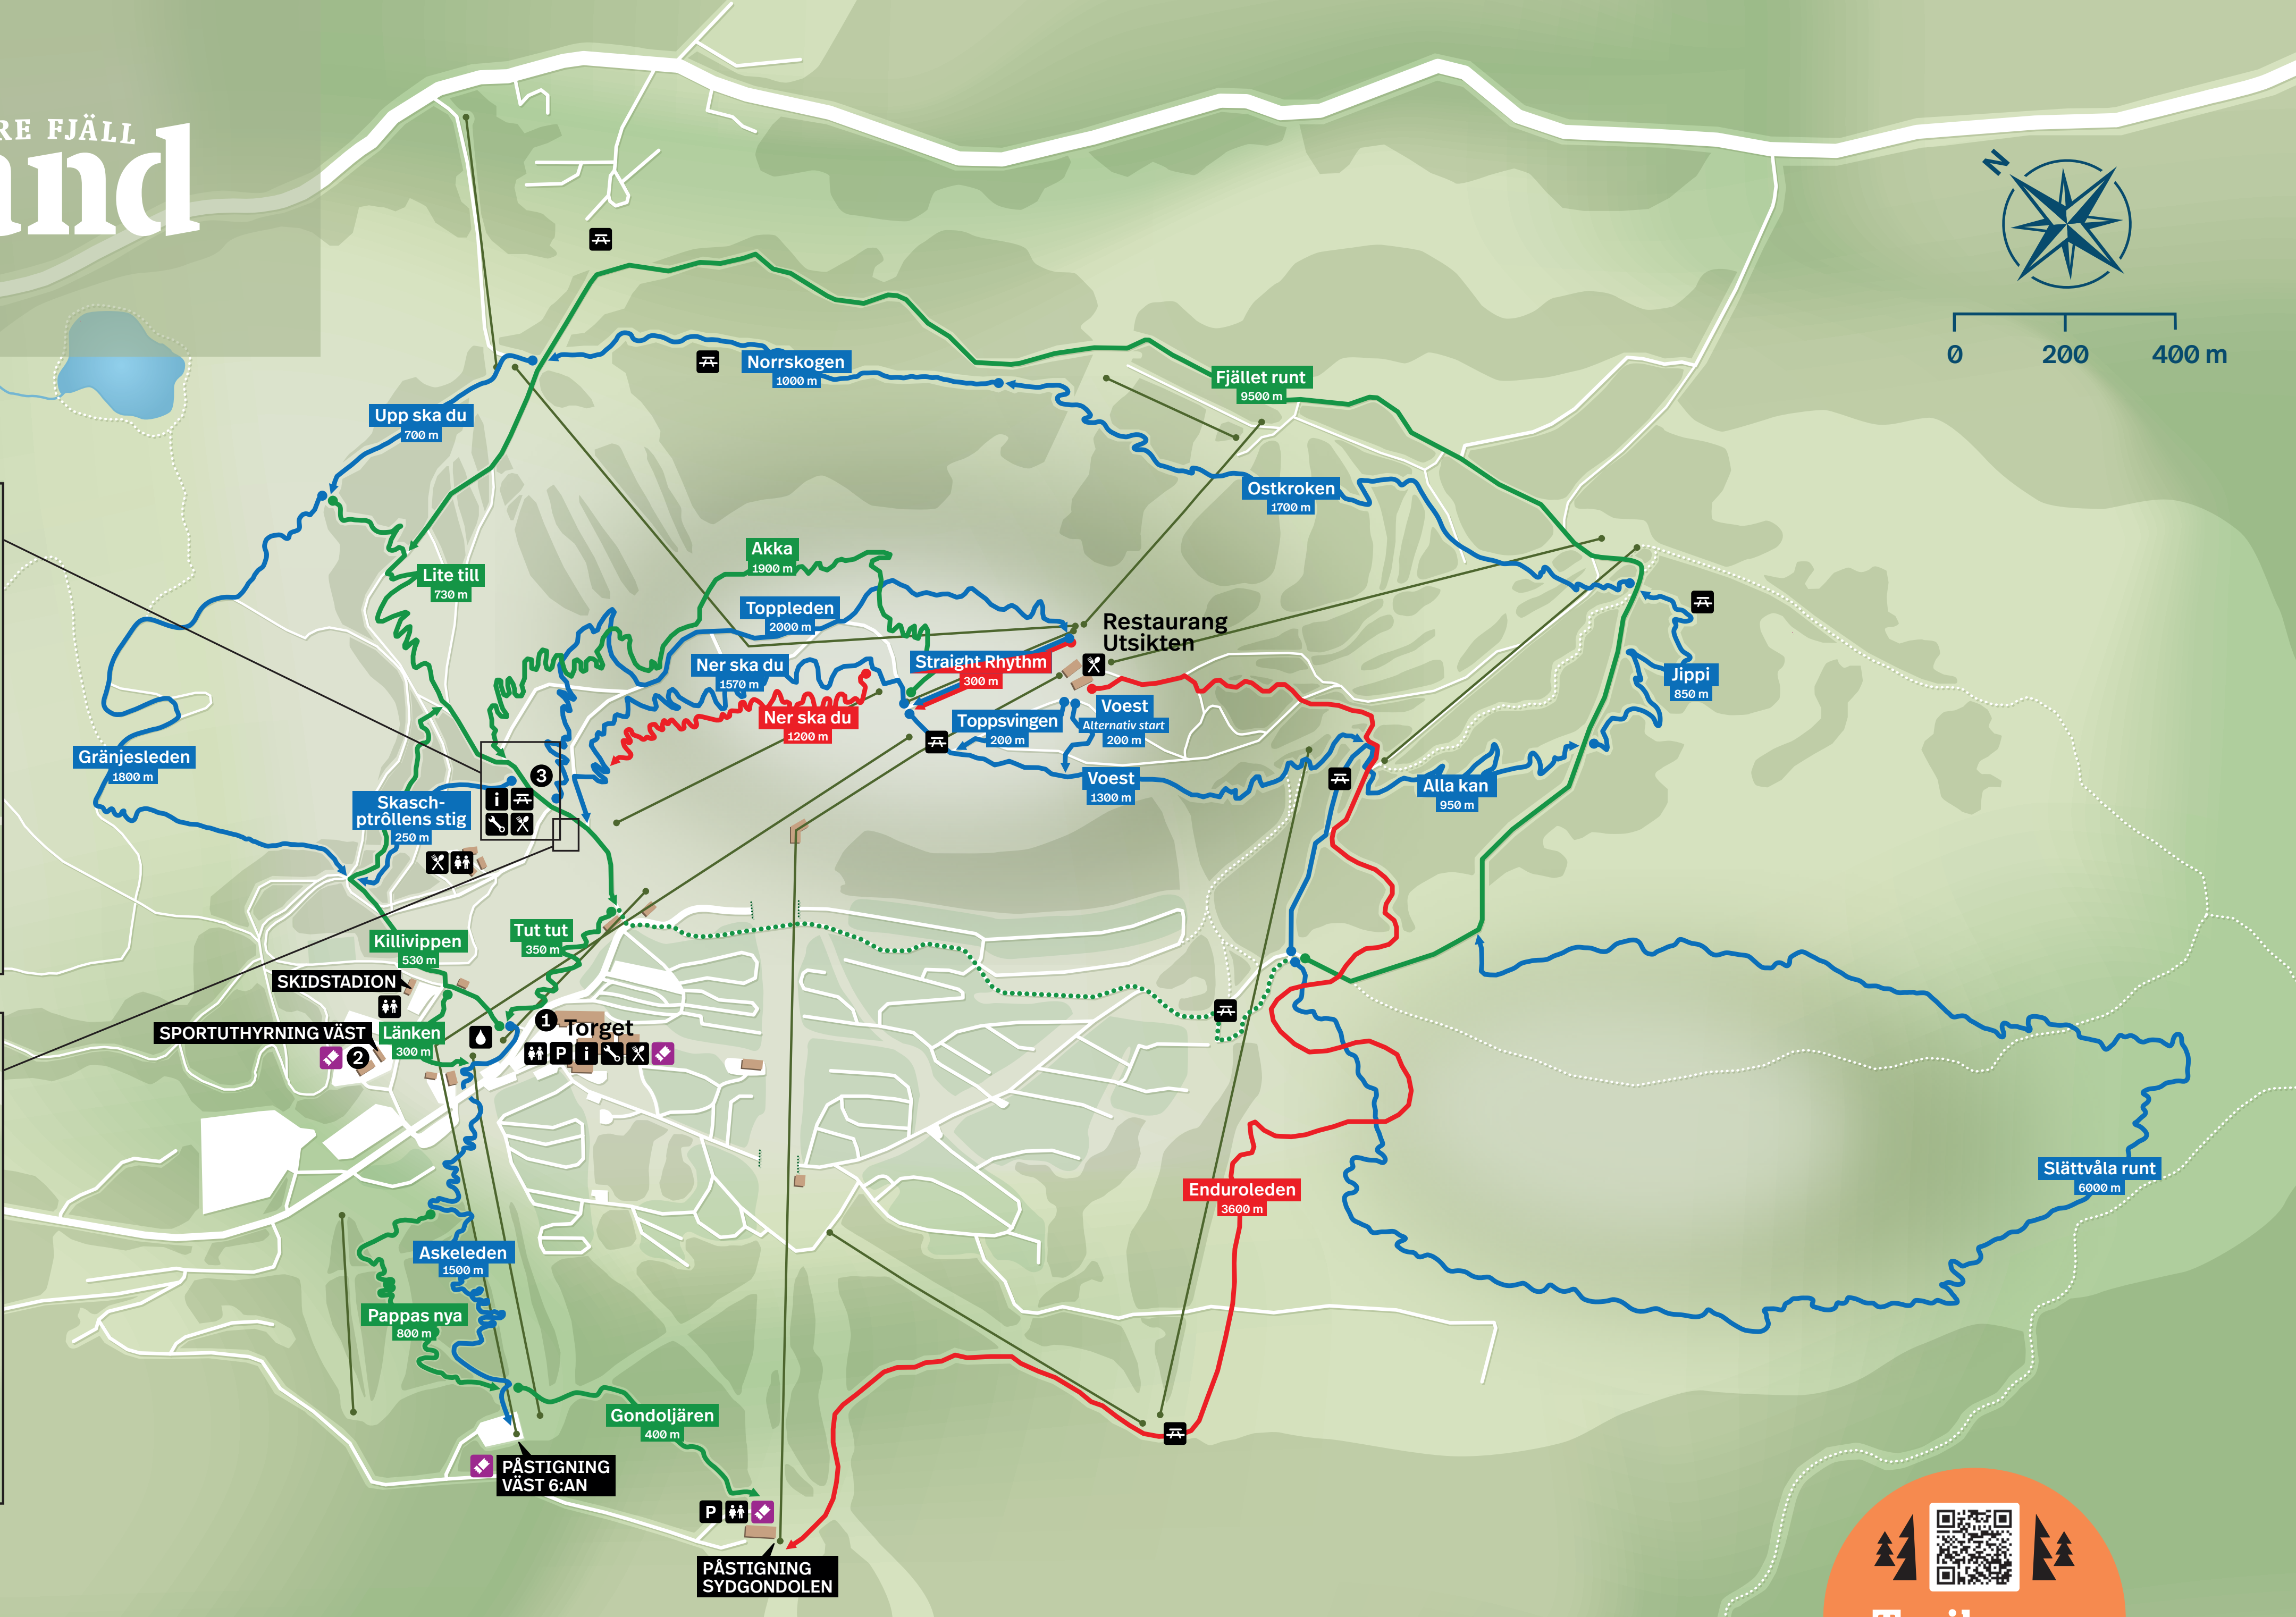 RE FJÄLL
and
N
0 200 400 m
Norrskogen
1000 m
Fjället runt
9500 m
Upp ska du
700 m
Ostkroken
1700 m
Akka
1900 m
Lite till
730 m
Toppleden
2000 m
Restaurang
Utsikten
Straight Rhythm
300 m
Ner ska du
1570 m
Jippi
850 m
Ner ska du
1200 m
Toppsvingen
200 m
Voest
Alternativ start
200 m
Gränjesleden
1800 m
3
i
Voest
1300 m
Alla kan
950 m
Skasch-
ptrôllens stig
250 m
Tut tut
350 m
Killivippen
530 m
SKIDSTADION
SPORTUTHYRNING VÄST
2
Länken
300 m
1
Torget
P i
Slättvåla runt
6000 m
Enduroleden
3600 m
Askeleden
1500 m
Pappas nya
800 m
Gondoljären
400 m
PÅSTIGNING
VÄST 6:AN
P
PÅSTIGNING
SYDGONDOLEN